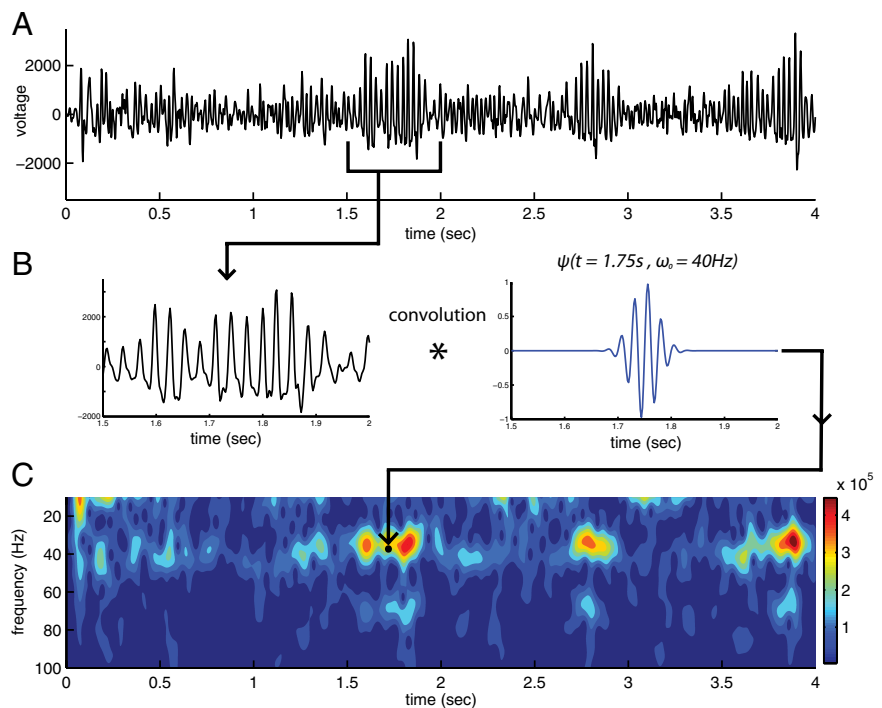 A
voltage
2000
0
−2000
0 0.5 1 1.5 2 2.5 3 3.5 4
time (sec)
B
2000
0
−2000
1.5 1.6 1.7 1.8 1.9 2
time (sec)
convolution
*
ψ(t = 1.75s , ω₀ = 40Hz)
1
0.5
0
−0.5
−1
1.5 1.6 1.7 1.8 1.9 2
time (sec)
C
frequency (Hz)
20
40
60
80
100
0 0.5 1 1.5 2 2.5 3 3.5 4
time (sec)
x 10⁵
4
3
2
1